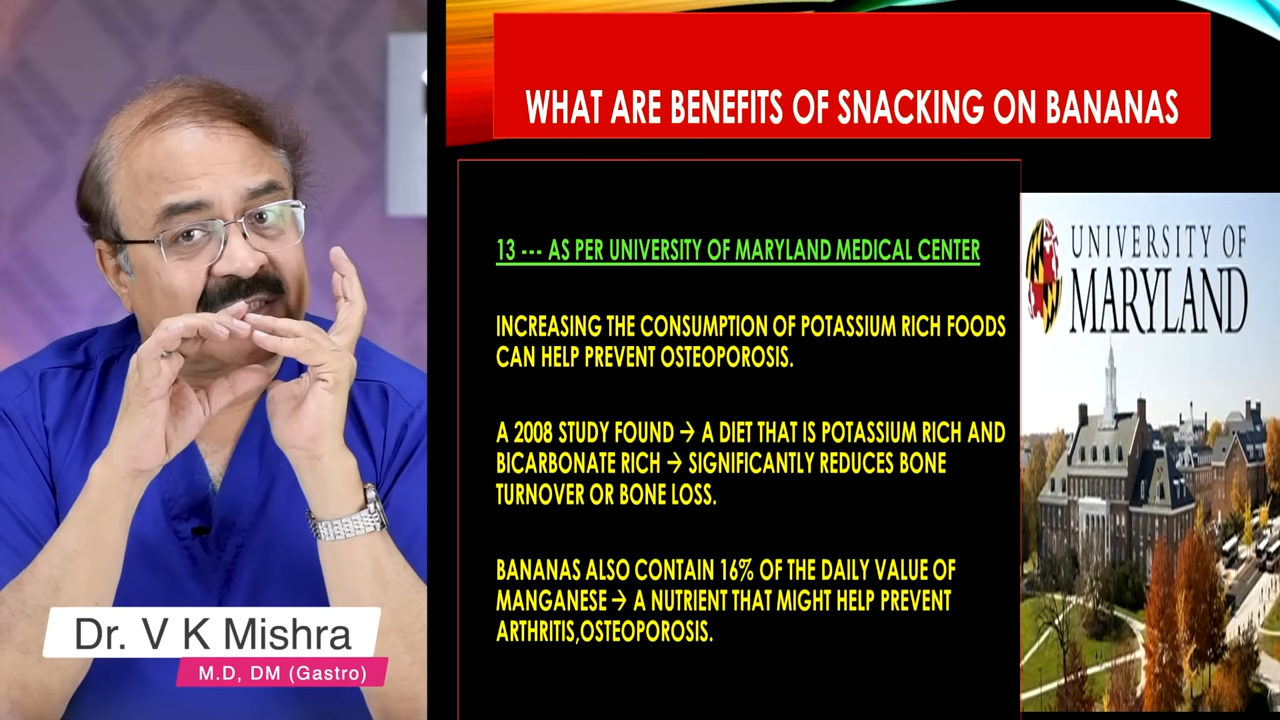 WHAT ARE BENEFITS OF SNACKING ON BANANAS
13 --- AS PER UNIVERSITY OF MARYLAND MEDICAL CENTER
INCREASING THE CONSUMPTION OF POTASSIUM RICH FOODS
CAN HELP PREVENT OSTEOPOROSIS.
A 2008 STUDY FOUND → A DIET THAT IS POTASSIUM RICH AND
BICARBONATE RICH → SIGNIFICANTLY REDUCES BONE
TURNOVER OR BONE LOSS.
BANANAS ALSO CONTAIN 16% OF THE DAILY VALUE OF
MANGANESE → A NUTRIENT THAT MIGHT HELP PREVENT
ARTHRITIS,OSTEOPOROSIS.
UNIVERSITY OF
MARYLAND
Dr. V K Mishra
M.D, DM (Gastro)